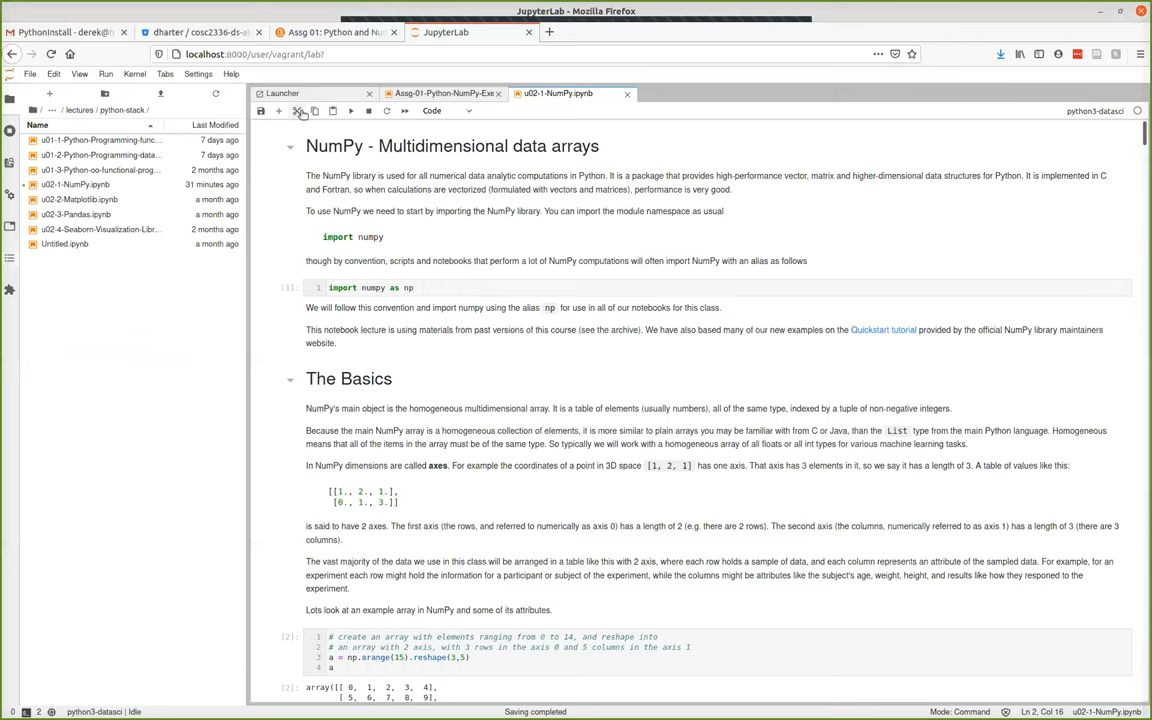 JupyterLab - Mozilla Firefox
PythonInstall - derek@h
dharter / cosc2336-ds-al
Assg 01: Python and Nu
JupyterLab
localhost:8000/user/vagrant/lab?
File Edit View Run Kernel Tabs Settings Help
/ ··· / lectures / python-stack /
Name Last Modified
u01-1-Python-Programming-func... 7 days ago
u01-2-Python-Programming-data... 7 days ago
u01-3-Python-oo-functional-prog... 2 months ago
u02-1-NumPy.ipynb 31 minutes ago
u02-2-Matplotlib.ipynb a month ago
u02-3-Pandas.ipynb a month ago
u02-4-Seaborn-Visualization-Libr... 2 months ago
Untitled.ipynb a month ago
Launcher
Assg-01-Python-NumPy-Exe
u02-1-NumPy.ipynb
Code
python3-datasci
NumPy - Multidimensional data arrays
The NumPy library is used for all numerical data analytic computations in Python. It is a package that provides high-performance vector, matrix and higher-dimensional data structures for Python. It is implemented in C
and Fortran, so when calculations are vectorized (formulated with vectors and matrices), performance is very good.
To use NumPy we need to start by importing the NumPy library. You can import the module namespace as usual
import numpy
though by convention, scripts and notebooks that perform a lot of NumPy computations will often import NumPy with an alias as follows
[1]: 1 import numpy as np
We will follow this convention and import numpy using the alias np for use in all of our notebooks for this class.
This notebook lecture is using materials from past versions of this course (see the archive). We have also based many of our new examples on the Quickstart tutorial provided by the official NumPy library maintainers
website.
The Basics
NumPy's main object is the homogeneous multidimensional array. It is a table of elements (usually numbers), all of the same type, indexed by a tuple of non-negative integers.
Because the main NumPy array is a homogeneous collection of elements, it is more similar to plain arrays you may be familiar with from C or Java, than the List type from the main Python language. Homogeneous
means that all of the items in the array must be of the same type. So typically we will work with a homogeneous array of all floats or all int types for various machine learning tasks.
In NumPy dimensions are called axes. For example the coordinates of a point in 3D space [1, 2, 1] has one axis. That axis has 3 elements in it, so we say it has a length of 3. A table of values like this:
[[1., 2., 1.],
[0., 1., 3.]]
is said to have 2 axes. The first axis (the rows, and referred to numerically as axis 0) has a length of 2 (e.g. there are 2 rows). The second axis (the columns, numerically referred to as axis 1) has a length of 3 (there are 3
columns).
The vast majority of the data we use in this class will be arranged in a table like this with 2 axis, where each row holds a sample of data, and each column represents an attribute of the sampled data. For example, for an
experiment each row might hold the information for a participant or subject of the experiment, while the columns might be attributes like the subject's age, weight, height, and results like how they responed to the
experiment.
Lots look at an example array in NumPy and some of its attributes.
[2]: 1 # create an array with elements ranging from 0 to 14, and reshape into
2 # an array with 2 axis, with 3 rows in the axis 0 and 5 columns in the axis 1
3 a = np.arange(15).reshape(3,5)
4 a
[2]: array([[ 0, 1, 2, 3, 4],
[ 5, 6, 7, 8, 9],
0 2 python3-datasci | Idle Saving completed Mode: Command Ln 2, Col 16 u02-1-NumPy.ipynb